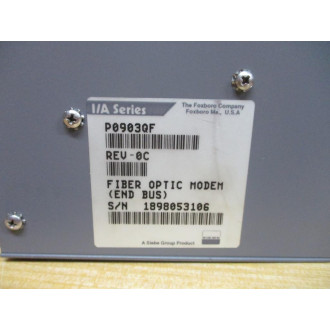 I/A Series
The Foxboro Company
Foxboro Ma., U.S.A
P0903QF
REV-0C
FIBER OPTIC MODEM
(END BUS)
S/N 1898053106
A Siebe Group Product